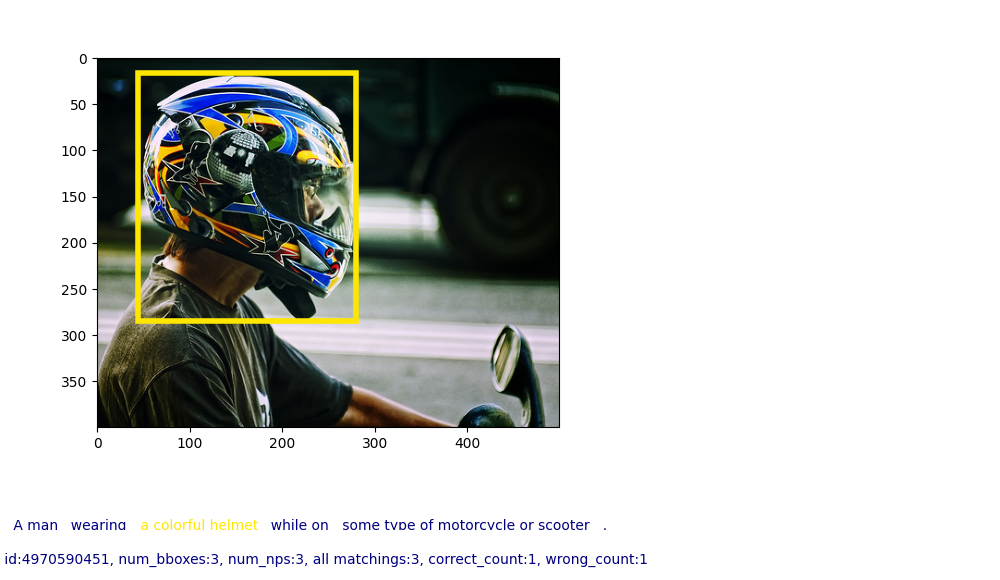 0
50
100
150
200
250
300
350
0 100 200 300 400
A man wearing a colorful helmet while on some type of motorcycle or scooter .
id:4970590451, num_bboxes:3, num_nps:3, all matchings:3, correct_count:1, wrong_count:1